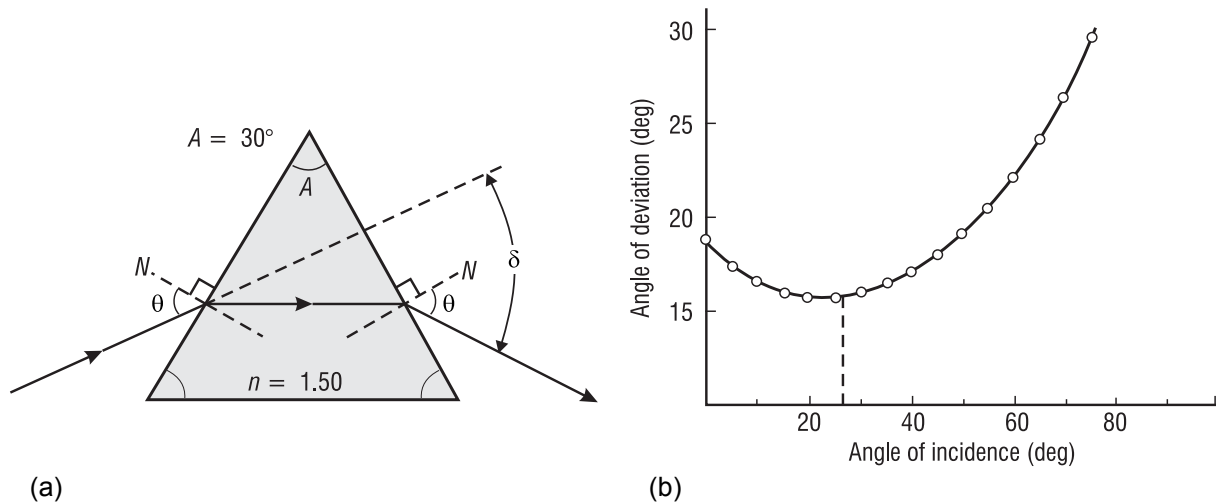 A = 30°
A
N
N
θ
θ
δ
n = 1.50
(a)
Angle of deviation (deg)
30
25
20
15
20
40
60
80
Angle of incidence (deg)
(b)